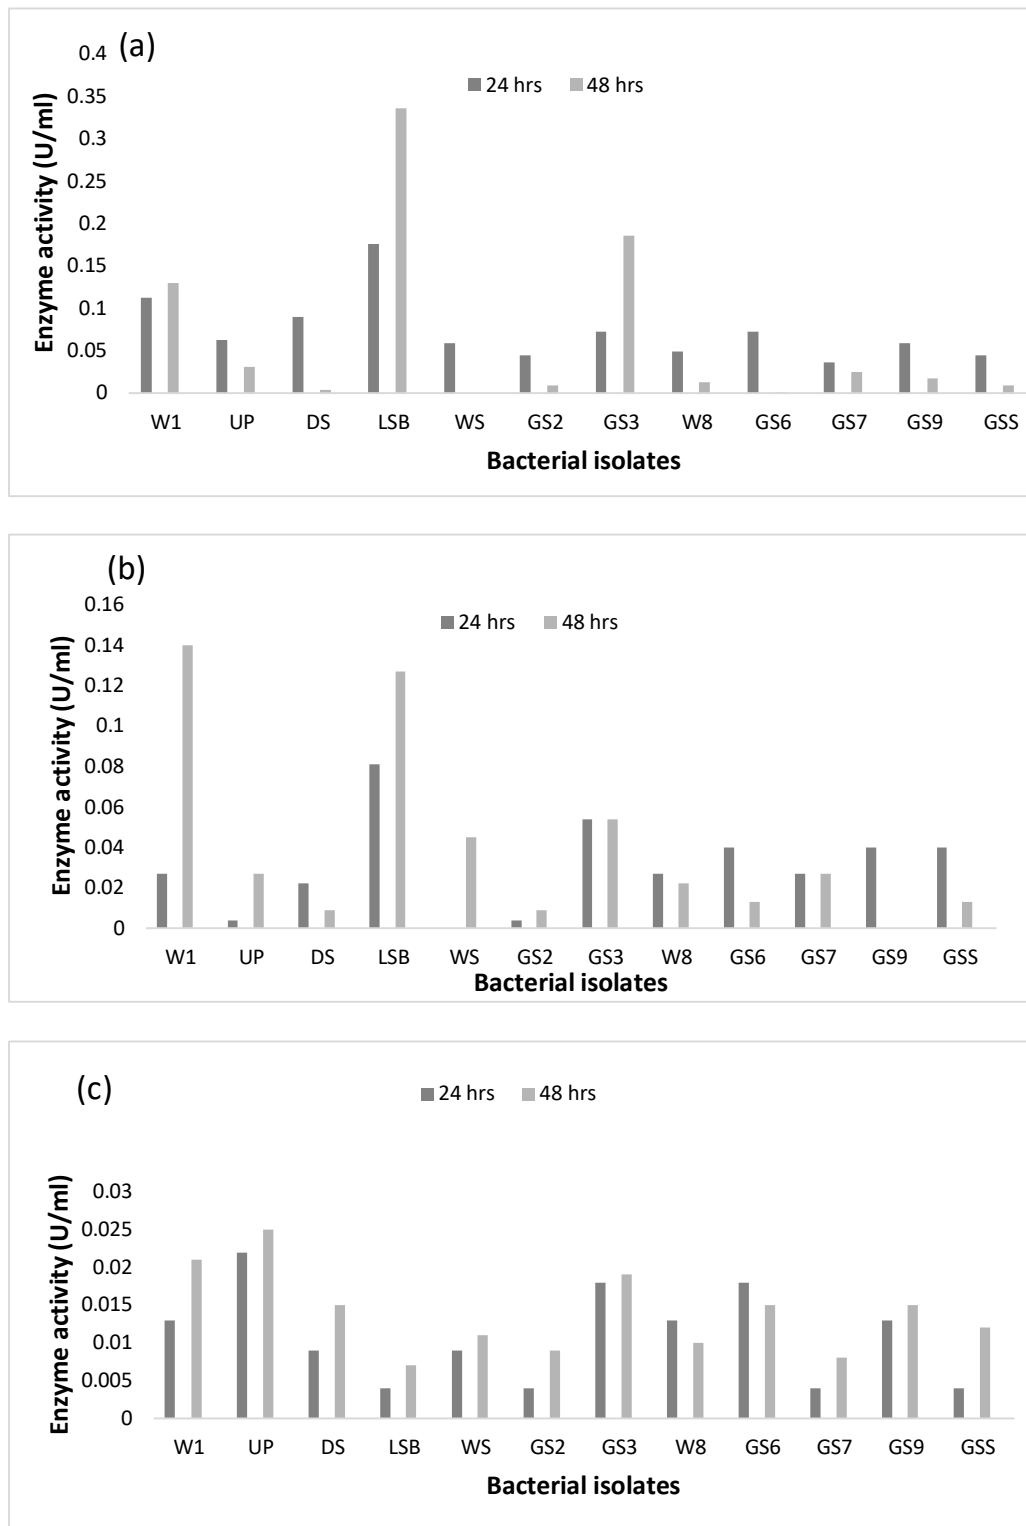 (a)
0.4
0.35
0.3
0.25
0.2
0.15
0.1
0.05
0
Enzyme activity (U/ml)
24 hrs 48 hrs
W1 UP DS LSB WS GS2 GS3 W8 GS6 GS7 GS9 GSS
Bacterial isolates
(b)
0.16
0.14
0.12
0.1
0.08
0.06
0.04
0.02
0
Enzyme activity (U/ml)
24 hrs 48 hrs
W1 UP DS LSB WS GS2 GS3 W8 GS6 GS7 GS9 GSS
Bacterial isolates
(c)
24 hrs 48 hrs
0.03
0.025
0.02
0.015
0.01
0.005
0
Enzyme activity (U/ml)
W1 UP DS LSB WS GS2 GS3 W8 GS6 GS7 GS9 GSS
Bacterial isolates